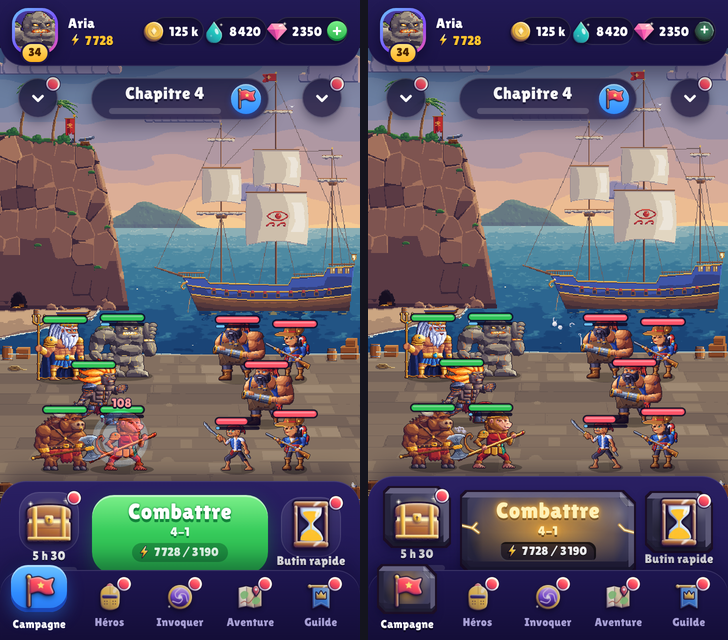 Aria
7728
34
125 k
8420
2350
Chapitre 4
108
Combattre
4-1
7728 / 3190
5 h 30
Butin rapide
Campagne
Héros
Invoquer
Aventure
Guilde
Aria
7728
34
125 k
8420
2350
Chapitre 4
Combattre
4-1
7728 / 3190
5 h 30
Butin rapide
Campagne
Héros
Invoquer
Aventure
Guilde